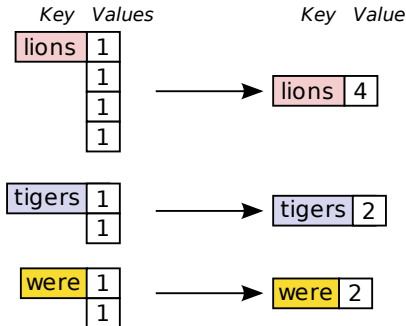 Key Values Key Value
lions 1
1
1
1
lions 4
tigers 1
1
tigers 2
were 1
1
were 2